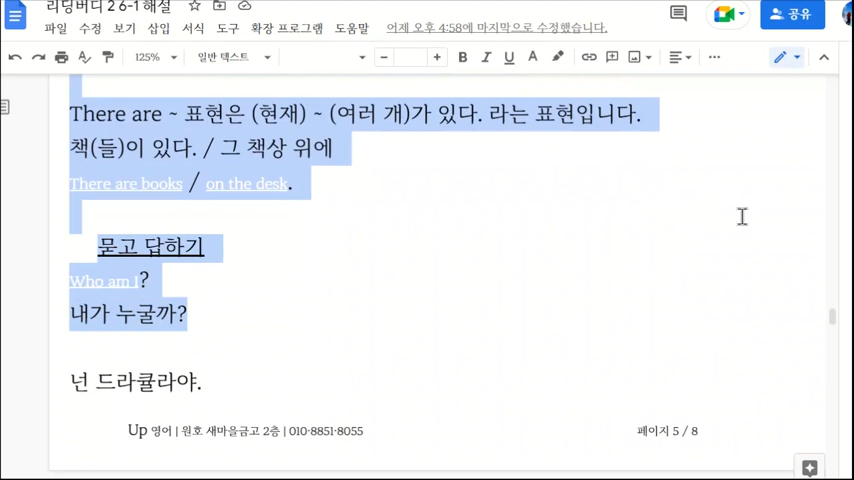 리딩버디 2 6-1 해설
파일 수정 보기 삽입 서식 도구 확장 프로그램 도움말 어제 오후 4:58에 마지막으로 수정했습니다.
공유
125% 일반 텍스트 B I U A
There are ~ 표현은 (현재) ~ (여러 개)가 있다. 라는 표현입니다.
책(들)이 있다. / 그 책상 위에
There are books / on the desk.
묻고 답하기
Who am I?
내가 누굴까?
넌 드라큘라야.
Up 영어 | 원호 새마을금고 2층 | 010-8851-8055 페이지 5 / 8